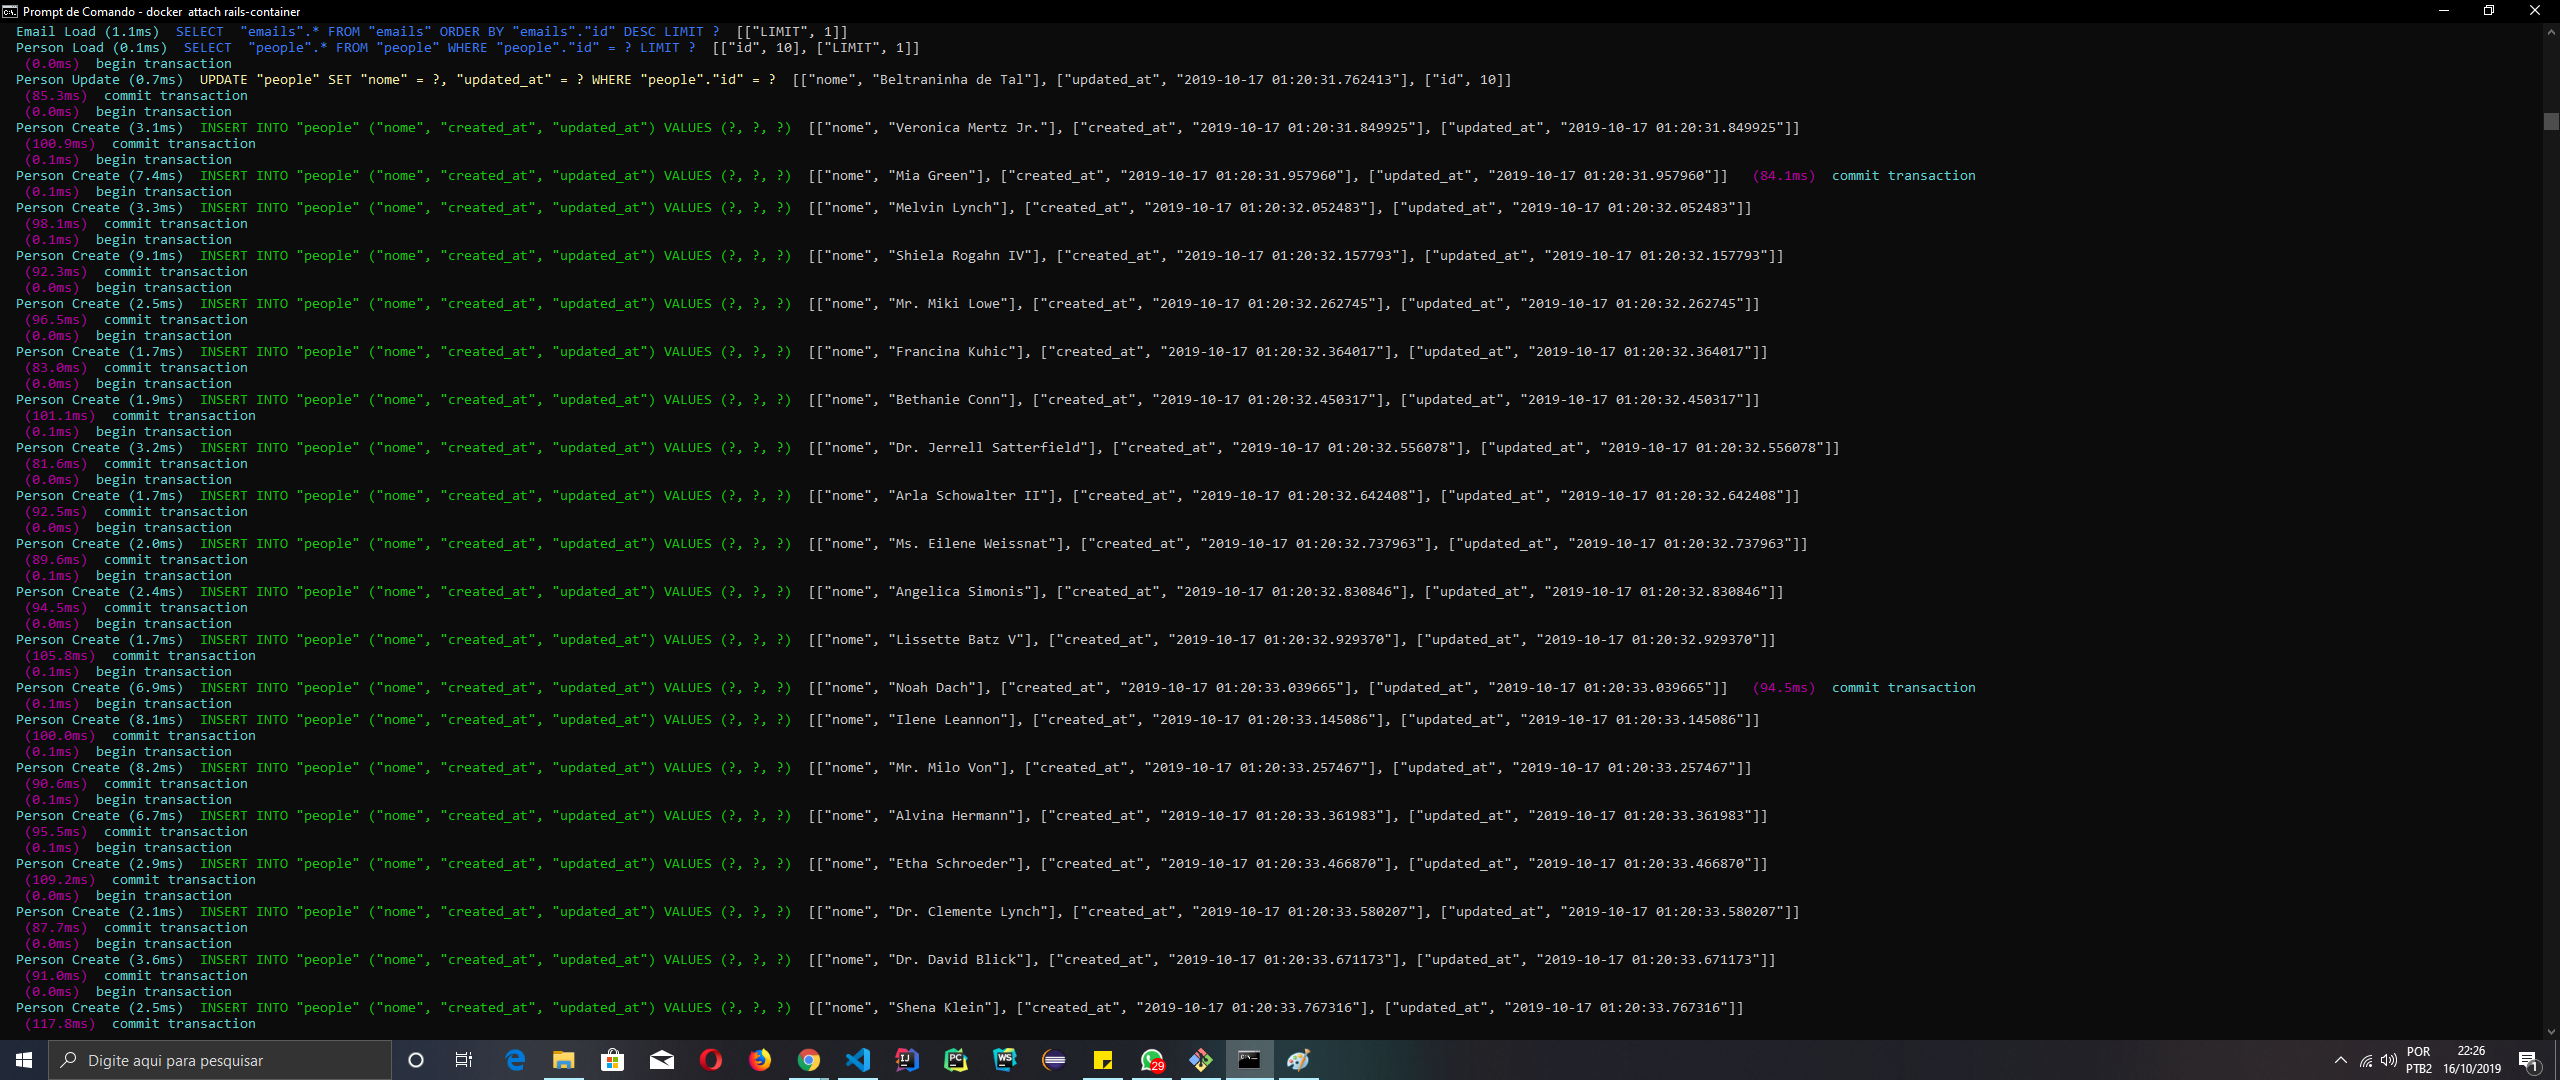 Prompt de Comando - docker  attach rails-container
Email Load (1.1ms)  SELECT  "emails".* FROM "emails" ORDER BY "emails"."id" DESC LIMIT ?  [["LIMIT", 1]]
Person Load (0.1ms)  SELECT  "people".* FROM "people" WHERE "people"."id" = ? LIMIT ?  [["id", 10], ["LIMIT", 1]]
(0.0ms)  begin transaction
Person Update (0.7ms)  UPDATE "people" SET "nome" = ?, "updated_at" = ? WHERE "people"."id" = ?  [["nome", "Beltraninha de Tal"], ["updated_at", "2019-10-17 01:20:31.762413"], ["id", 10]]
(85.3ms)  commit transaction
(0.0ms)  begin transaction
Person Create (3.1ms)  INSERT INTO "people" ("nome", "created_at", "updated_at") VALUES (?, ?, ?)  [["nome", "Veronica Mertz Jr."], ["created_at", "2019-10-17 01:20:31.849925"], ["updated_at", "2019-10-17 01:20:31.849925"]]
(100.9ms)  commit transaction
(0.1ms)  begin transaction
Person Create (7.4ms)  INSERT INTO "people" ("nome", "created_at", "updated_at") VALUES (?, ?, ?)  [["nome", "Mia Green"], ["created_at", "2019-10-17 01:20:31.957960"], ["updated_at", "2019-10-17 01:20:31.957960"]]   (84.1ms)  commit transaction
(0.1ms)  begin transaction
Person Create (3.3ms)  INSERT INTO "people" ("nome", "created_at", "updated_at") VALUES (?, ?, ?)  [["nome", "Melvin Lynch"], ["created_at", "2019-10-17 01:20:32.052483"], ["updated_at", "2019-10-17 01:20:32.052483"]]
(98.1ms)  commit transaction
(0.1ms)  begin transaction
Person Create (9.1ms)  INSERT INTO "people" ("nome", "created_at", "updated_at") VALUES (?, ?, ?)  [["nome", "Shiela Rogahn IV"], ["created_at", "2019-10-17 01:20:32.157793"], ["updated_at", "2019-10-17 01:20:32.157793"]]
(92.3ms)  commit transaction
(0.0ms)  begin transaction
Person Create (2.5ms)  INSERT INTO "people" ("nome", "created_at", "updated_at") VALUES (?, ?, ?)  [["nome", "Mr. Miki Lowe"], ["created_at", "2019-10-17 01:20:32.262745"], ["updated_at", "2019-10-17 01:20:32.262745"]]
(96.5ms)  commit transaction
(0.0ms)  begin transaction
Person Create (1.7ms)  INSERT INTO "people" ("nome", "created_at", "updated_at") VALUES (?, ?, ?)  [["nome", "Francina Kuhic"], ["created_at", "2019-10-17 01:20:32.364017"], ["updated_at", "2019-10-17 01:20:32.364017"]]
(83.0ms)  commit transaction
(0.0ms)  begin transaction
Person Create (1.9ms)  INSERT INTO "people" ("nome", "created_at", "updated_at") VALUES (?, ?, ?)  [["nome", "Bethanie Conn"], ["created_at", "2019-10-17 01:20:32.450317"], ["updated_at", "2019-10-17 01:20:32.450317"]]
(101.1ms)  commit transaction
(0.1ms)  begin transaction
Person Create (3.2ms)  INSERT INTO "people" ("nome", "created_at", "updated_at") VALUES (?, ?, ?)  [["nome", "Dr. Jerrell Satterfield"], ["created_at", "2019-10-17 01:20:32.556078"], ["updated_at", "2019-10-17 01:20:32.556078"]]
(81.6ms)  commit transaction
(0.0ms)  begin transaction
Person Create (1.7ms)  INSERT INTO "people" ("nome", "created_at", "updated_at") VALUES (?, ?, ?)  [["nome", "Arla Schowalter II"], ["created_at", "2019-10-17 01:20:32.642408"], ["updated_at", "2019-10-17 01:20:32.642408"]]
(92.5ms)  commit transaction
(0.0ms)  begin transaction
Person Create (2.0ms)  INSERT INTO "people" ("nome", "created_at", "updated_at") VALUES (?, ?, ?)  [["nome", "Ms. Eilene Weissnat"], ["created_at", "2019-10-17 01:20:32.737963"], ["updated_at", "2019-10-17 01:20:32.737963"]]
(89.6ms)  commit transaction
(0.1ms)  begin transaction
Person Create (2.4ms)  INSERT INTO "people" ("nome", "created_at", "updated_at") VALUES (?, ?, ?)  [["nome", "Angelica Simonis"], ["created_at", "2019-10-17 01:20:32.830846"], ["updated_at", "2019-10-17 01:20:32.830846"]]
(94.5ms)  commit transaction
(0.0ms)  begin transaction
Person Create (1.7ms)  INSERT INTO "people" ("nome", "created_at", "updated_at") VALUES (?, ?, ?)  [["nome", "Lissette Batz V"], ["created_at", "2019-10-17 01:20:32.929370"], ["updated_at", "2019-10-17 01:20:32.929370"]]
(105.8ms)  commit transaction
(0.1ms)  begin transaction
Person Create (6.9ms)  INSERT INTO "people" ("nome", "created_at", "updated_at") VALUES (?, ?, ?)  [["nome", "Noah Dach"], ["created_at", "2019-10-17 01:20:33.039665"], ["updated_at", "2019-10-17 01:20:33.039665"]]   (94.5ms)  commit transaction
(0.1ms)  begin transaction
Person Create (8.1ms)  INSERT INTO "people" ("nome", "created_at", "updated_at") VALUES (?, ?, ?)  [["nome", "Ilene Leannon"], ["created_at", "2019-10-17 01:20:33.145086"], ["updated_at", "2019-10-17 01:20:33.145086"]]
(100.0ms)  commit transaction
(0.1ms)  begin transaction
Person Create (8.2ms)  INSERT INTO "people" ("nome", "created_at", "updated_at") VALUES (?, ?, ?)  [["nome", "Mr. Milo Von"], ["created_at", "2019-10-17 01:20:33.257467"], ["updated_at", "2019-10-17 01:20:33.257467"]]
(90.6ms)  commit transaction
(0.1ms)  begin transaction
Person Create (6.7ms)  INSERT INTO "people" ("nome", "created_at", "updated_at") VALUES (?, ?, ?)  [["nome", "Alvina Hermann"], ["created_at", "2019-10-17 01:20:33.361983"], ["updated_at", "2019-10-17 01:20:33.361983"]]
(95.5ms)  commit transaction
(0.1ms)  begin transaction
Person Create (2.9ms)  INSERT INTO "people" ("nome", "created_at", "updated_at") VALUES (?, ?, ?)  [["nome", "Etha Schroeder"], ["created_at", "2019-10-17 01:20:33.466870"], ["updated_at", "2019-10-17 01:20:33.466870"]]
(109.2ms)  commit transaction
(0.0ms)  begin transaction
Person Create (2.1ms)  INSERT INTO "people" ("nome", "created_at", "updated_at") VALUES (?, ?, ?)  [["nome", "Dr. Clemente Lynch"], ["created_at", "2019-10-17 01:20:33.580207"], ["updated_at", "2019-10-17 01:20:33.580207"]]
(87.7ms)  commit transaction
(0.0ms)  begin transaction
Person Create (3.6ms)  INSERT INTO "people" ("nome", "created_at", "updated_at") VALUES (?, ?, ?)  [["nome", "Dr. David Blick"], ["created_at", "2019-10-17 01:20:33.671173"], ["updated_at", "2019-10-17 01:20:33.671173"]]
(91.0ms)  commit transaction
(0.0ms)  begin transaction
Person Create (2.5ms)  INSERT INTO "people" ("nome", "created_at", "updated_at") VALUES (?, ?, ?)  [["nome", "Shena Klein"], ["created_at", "2019-10-17 01:20:33.767316"], ["updated_at", "2019-10-17 01:20:33.767316"]]
(117.8ms)  commit transaction
Digite aqui para pesquisar
IJ
PC
WS
29
POR
PTB2
22:26
16/10/2019
1